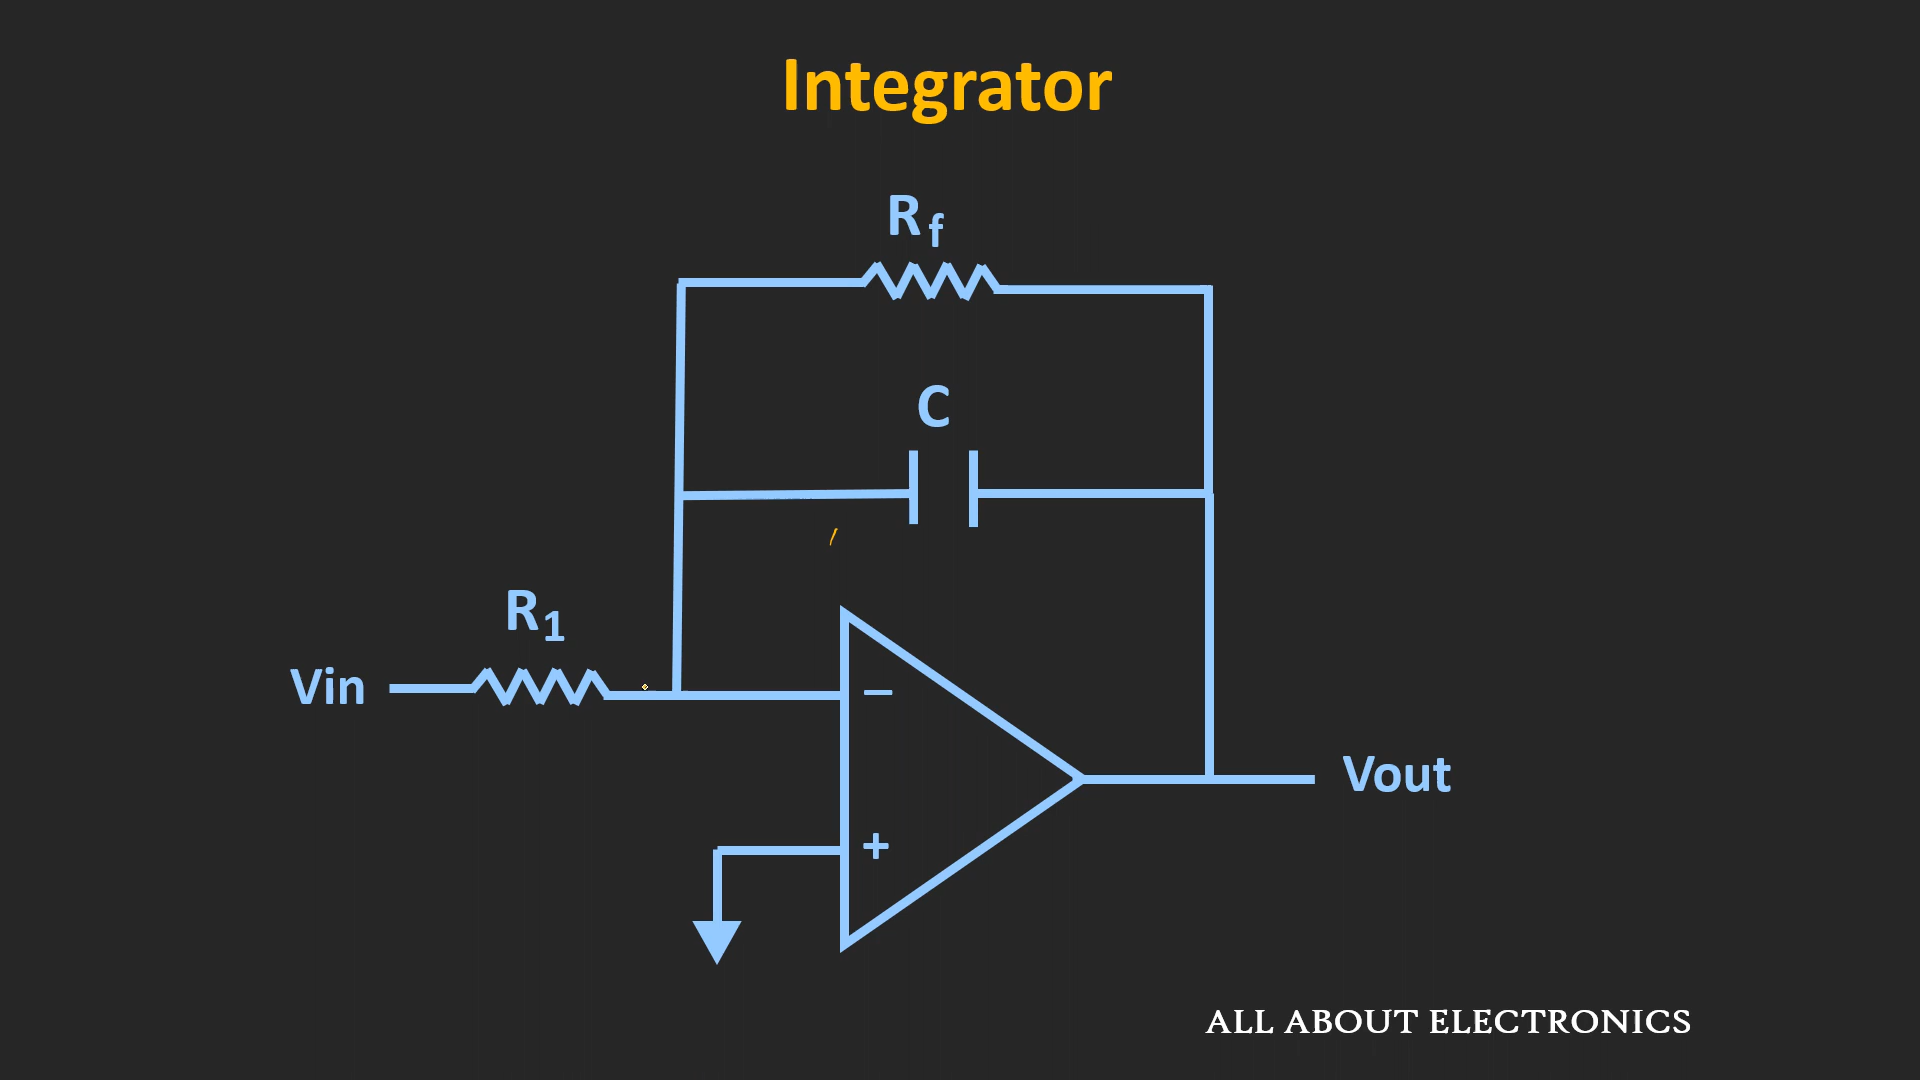 Integrator
Rf
C
R1
Vin
−
Vout
+
ALL ABOUT ELECTRONICS